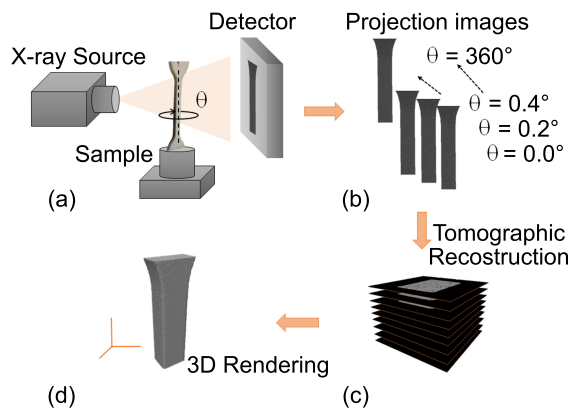 Detector
X-ray Source
θ
Sample
(a)
Projection images
θ = 360°
θ = 0.4°
θ = 0.2°
θ = 0.0°
(b)
Tomographic
Recostruction
(c)
3D Rendering
(d)